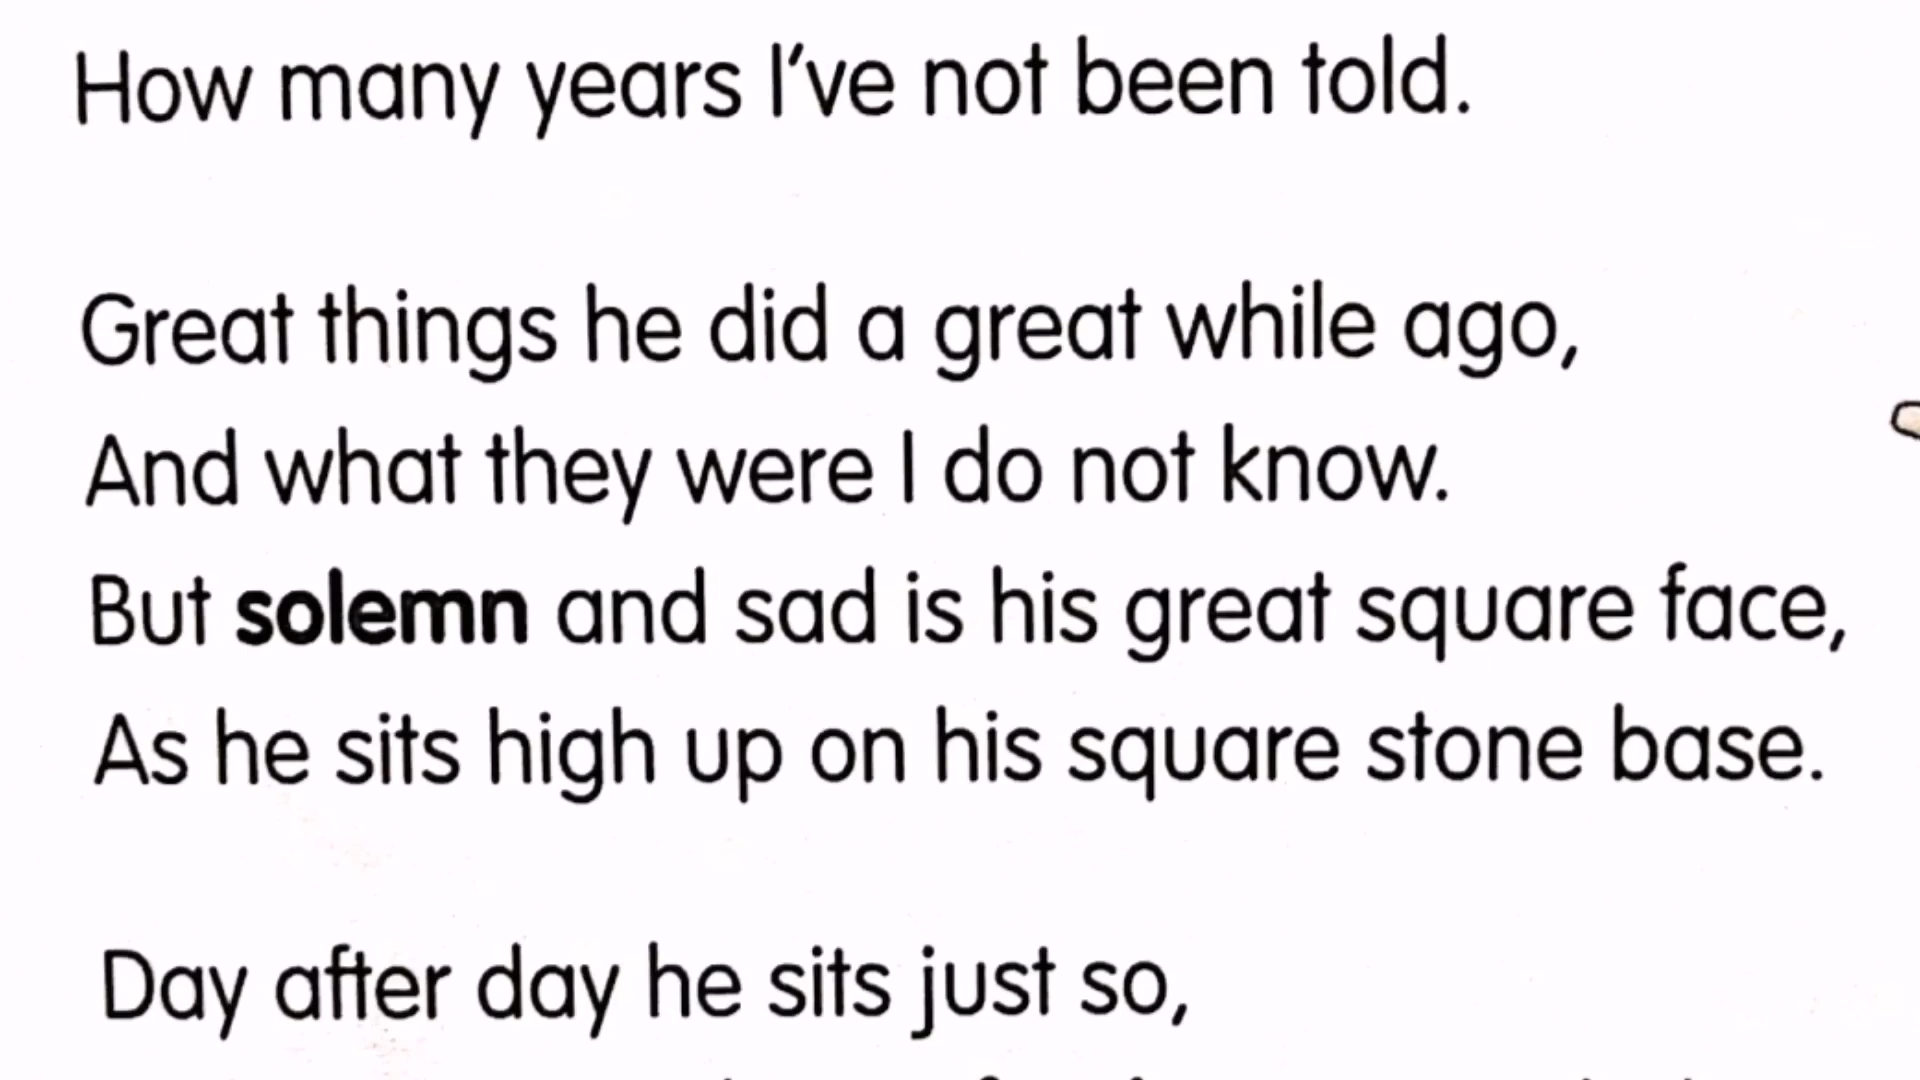 How many years I've not been told.
Great things he did a great while ago,
And what they were I do not know.
But solemn and sad is his great square face,
As he sits high up on his square stone base.
Day after day he sits just so,